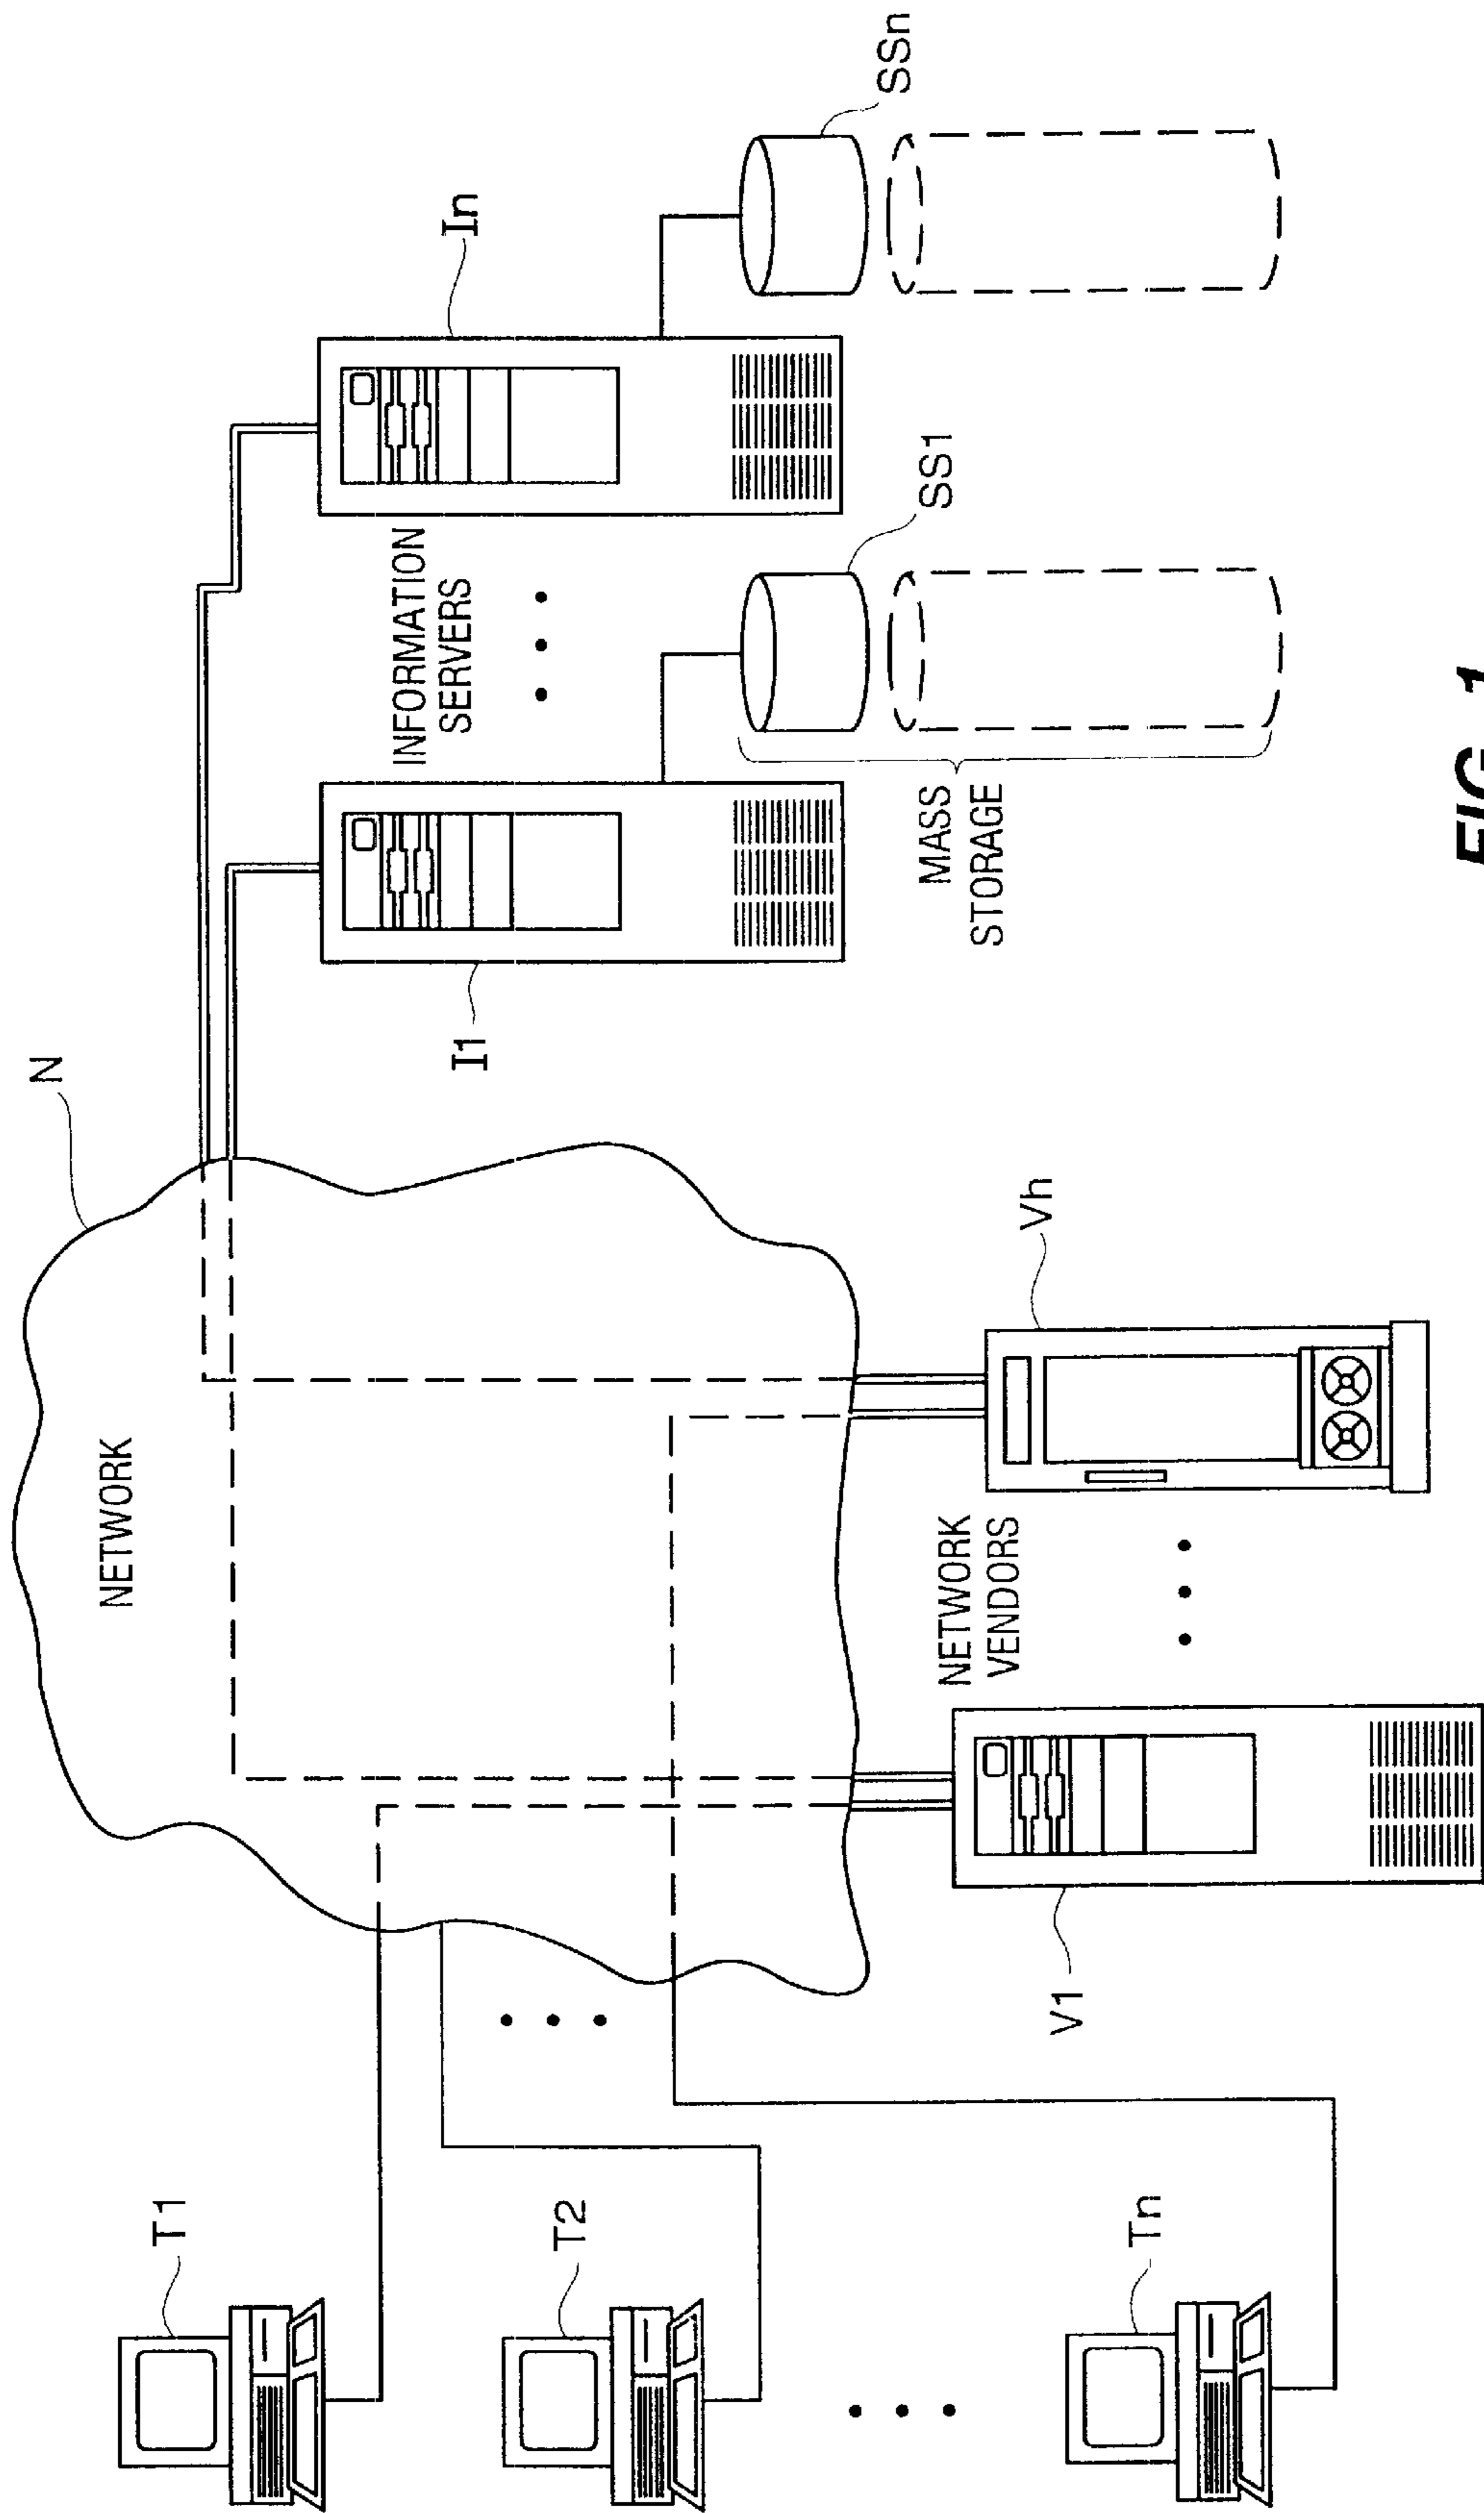 N
NETWORK
T1
T2
Tn
I1
INFORMATION
SERVERS
In
MASS
STORAGE
SS1
SSn
V1
NETWORK
VENDORS
Vh
FIG. 1